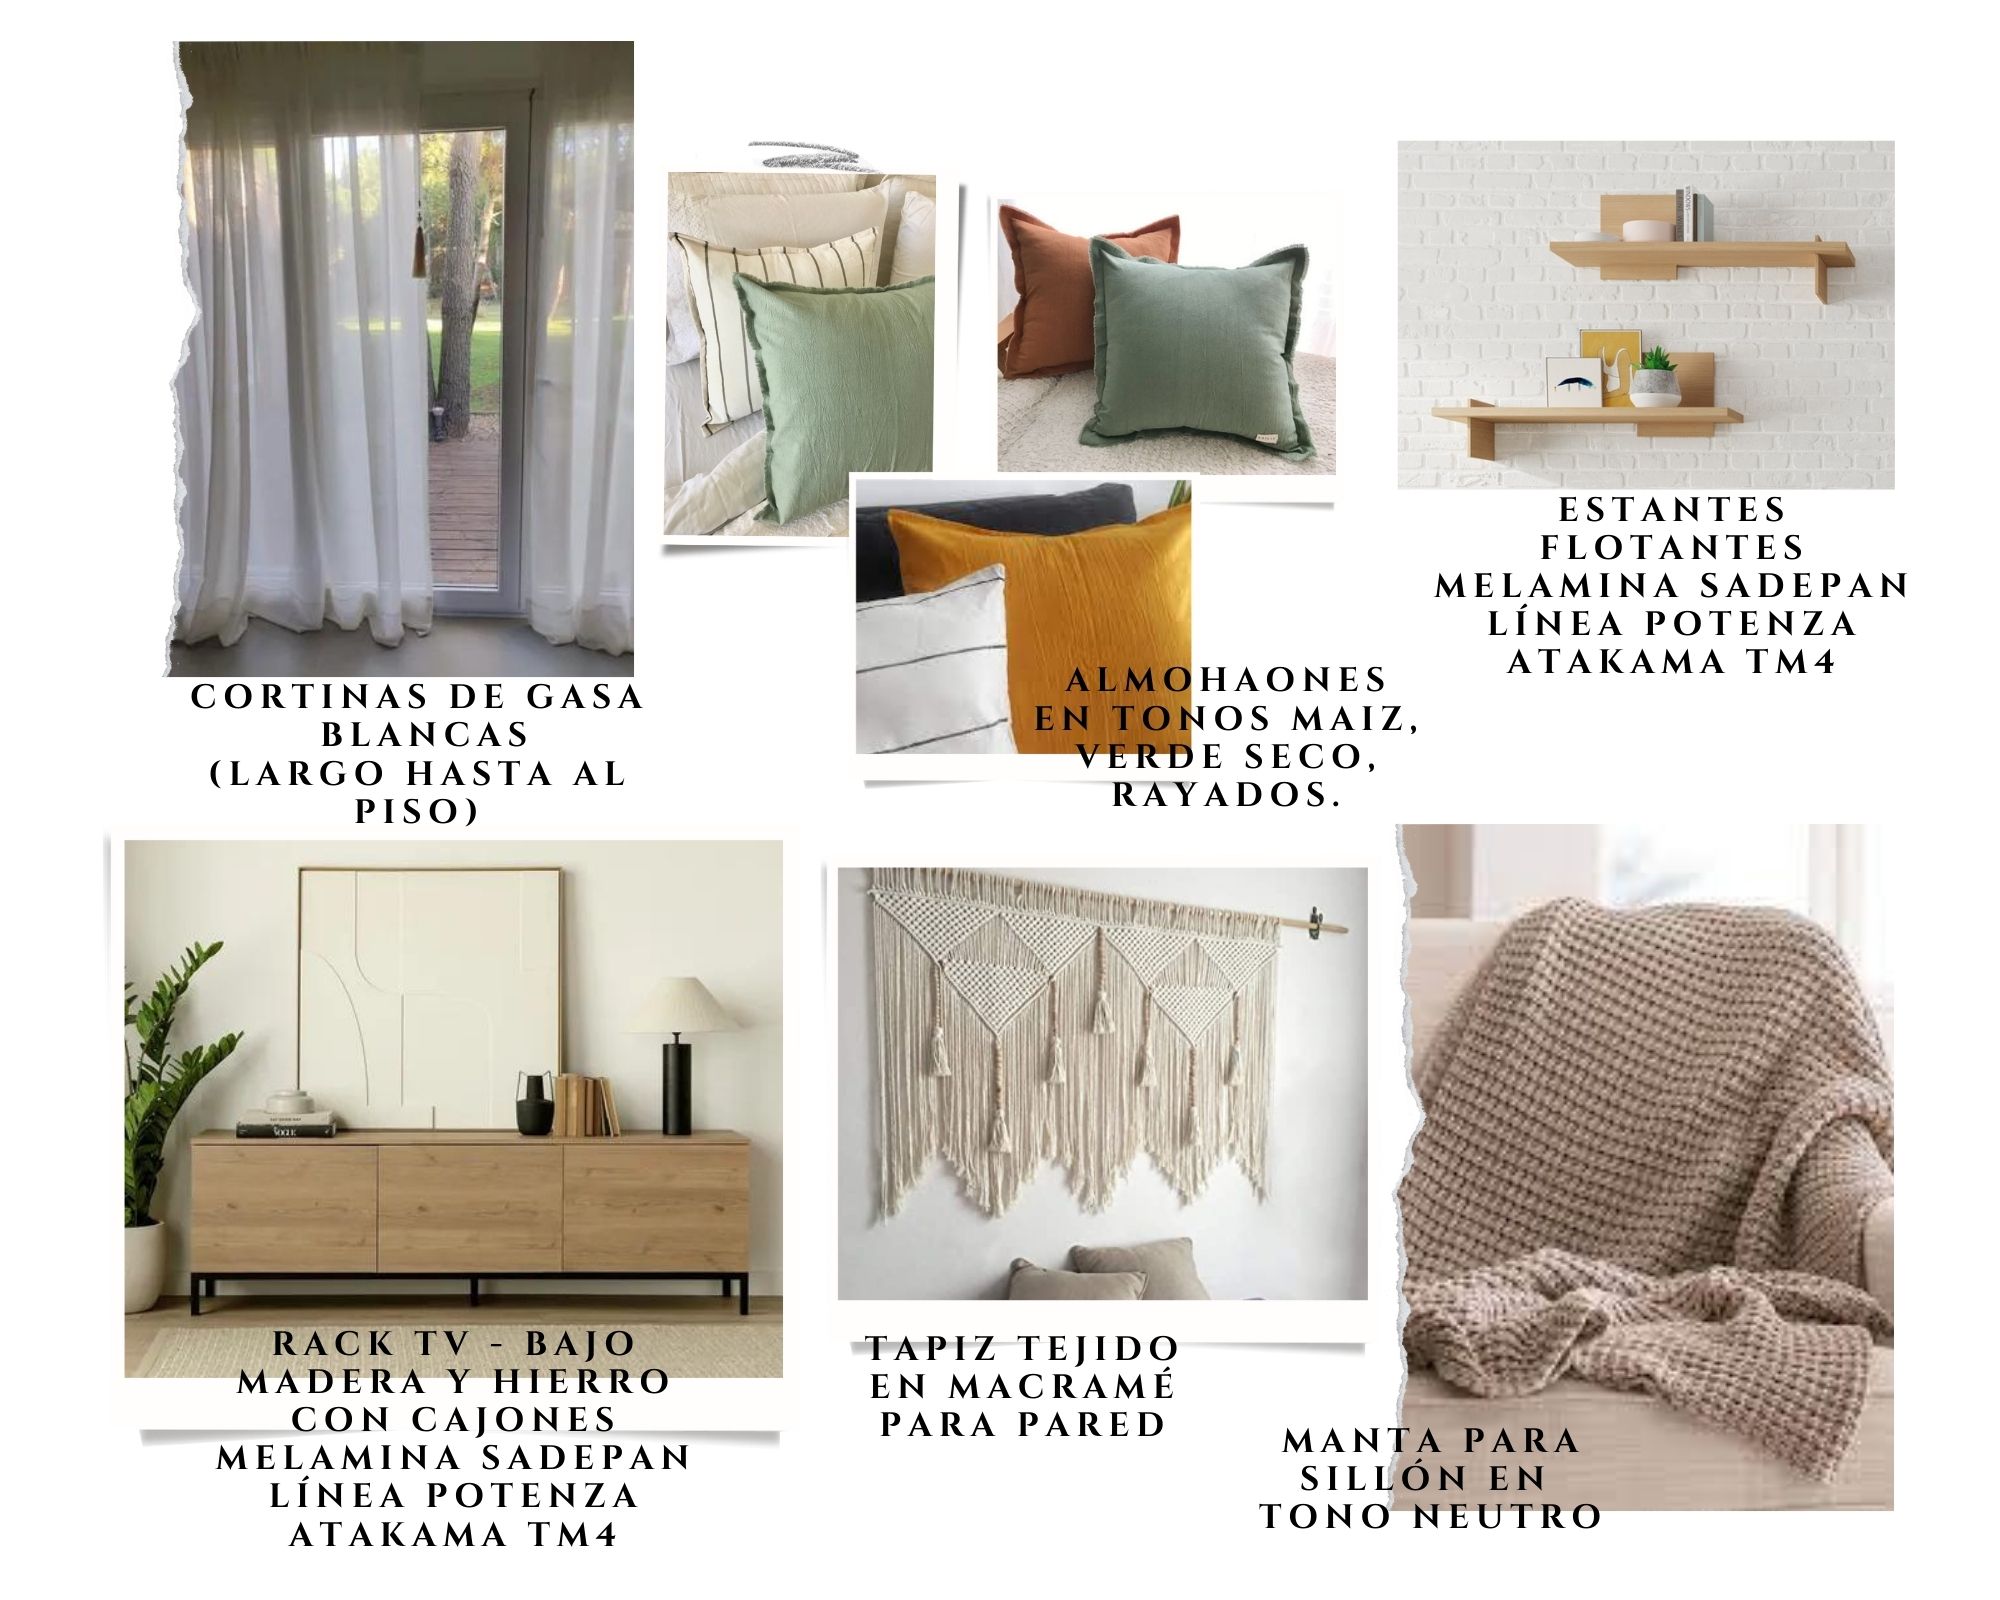 CORTINAS DE GASA
BLANCAS
(LARGO HASTA AL
PISO)
ALMOHAONES
EN TONOS MAIZ,
VERDE SECO,
RAYADOS.
ESTANTES
FLOTANTES
MELAMINA SADEPAN
LÍNEA POTENZA
ATAKAMA TM4
VOGUE
RACK TV - BAJO
MADERA Y HIERRO
CON CAJONES
MELAMINA SADEPAN
LÍNEA POTENZA
ATAKAMA TM4
TAPIZ TEJIDO
EN MACRAMÉ
PARA PARED
MANTA PARA
SILLÓN EN
TONO NEUTRO